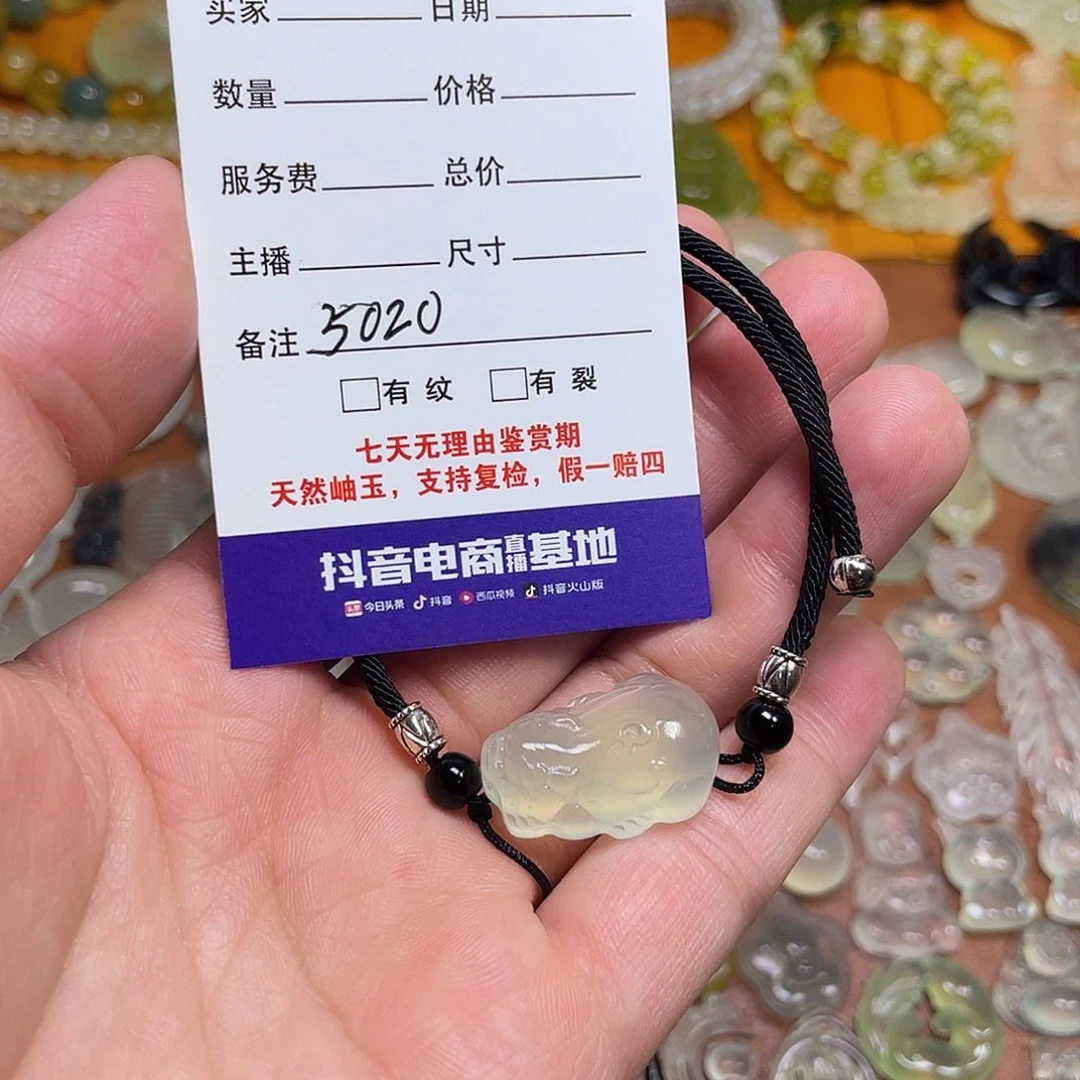 买家 日期
数量 价格
服务费 总价
主播 尺寸
备注 5020
有纹 有裂
七天无理由鉴赏期
天然岫玉，支持复检，假一赔四
抖音电商直播基地
头条 今日头条 抖音 西瓜视频 抖音火山版